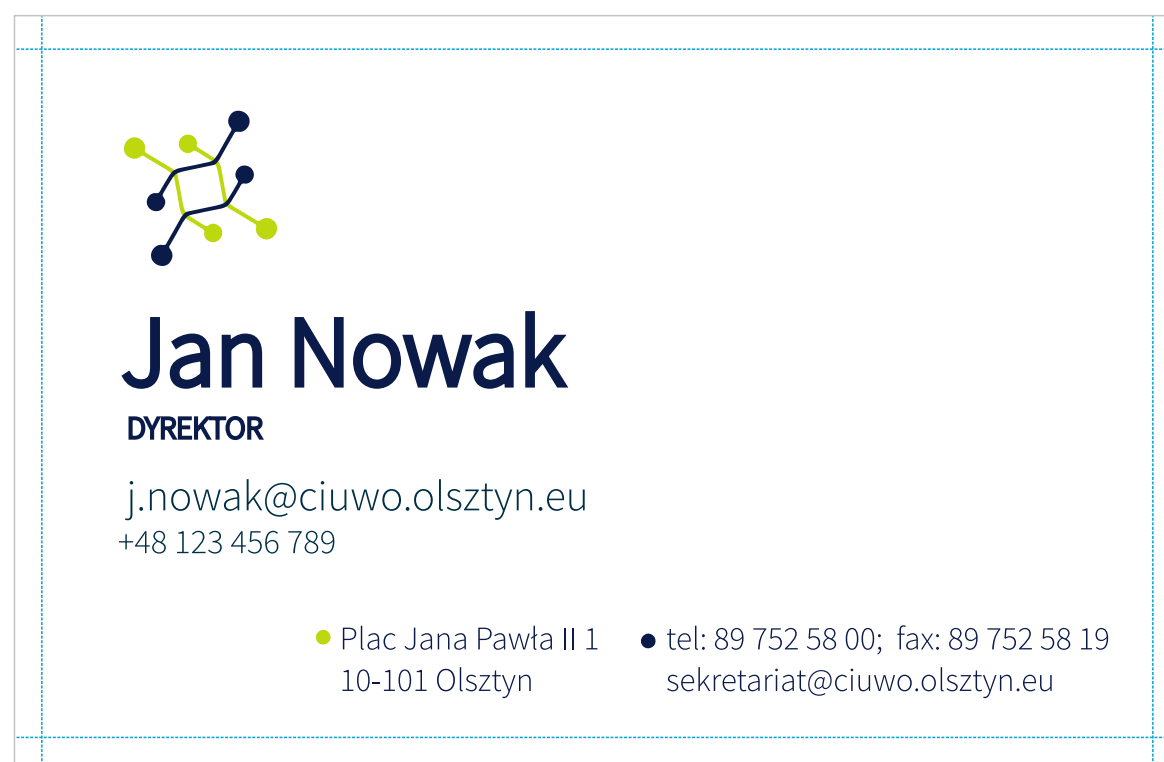 Jan Nowak
DYREKTOR
j.nowak@ciuwo.olsztyn.eu
+48 123 456 789
Plac Jana Pawła II 1
10-101 Olsztyn
tel: 89 752 58 00; fax: 89 752 58 19
sekretariat@ciuwo.olsztyn.eu